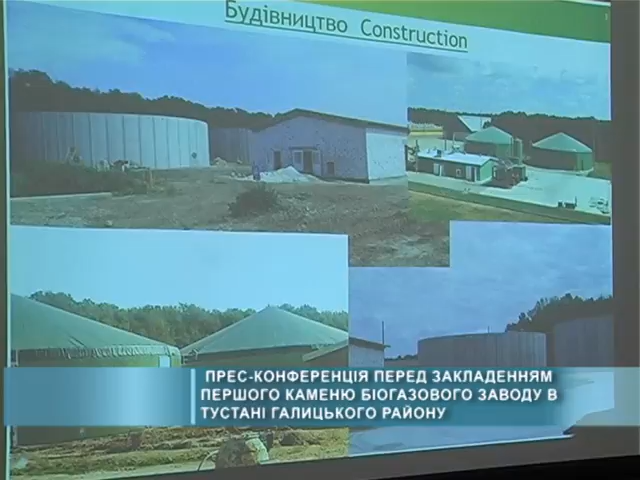 Будівництво Construction
ПРЕС-КОНФЕРЕНЦІЯ ПЕРЕД ЗАКЛАДЕННЯМ
ПЕРШОГО КАМЕНЮ БІОГАЗОВОГО ЗАВОДУ В
ТУСТАНІ ГАЛИЦЬКОГО РАЙОНУ